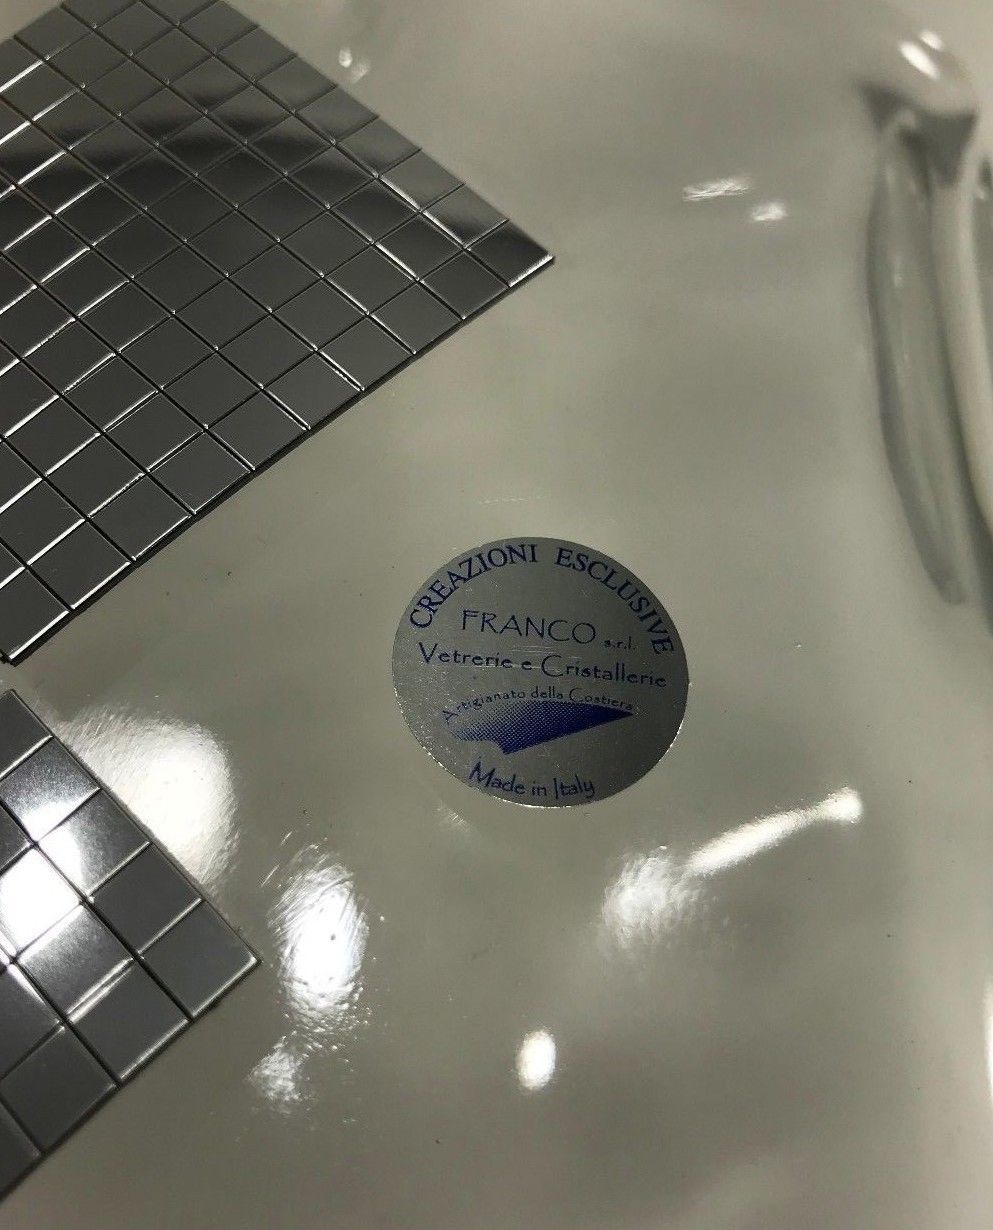 CREAZIONI ESCLUSIVE
FRANCO s.r.l.
Vetrerie e Cristallerie
Artigianato della Costiera
Made in Italy